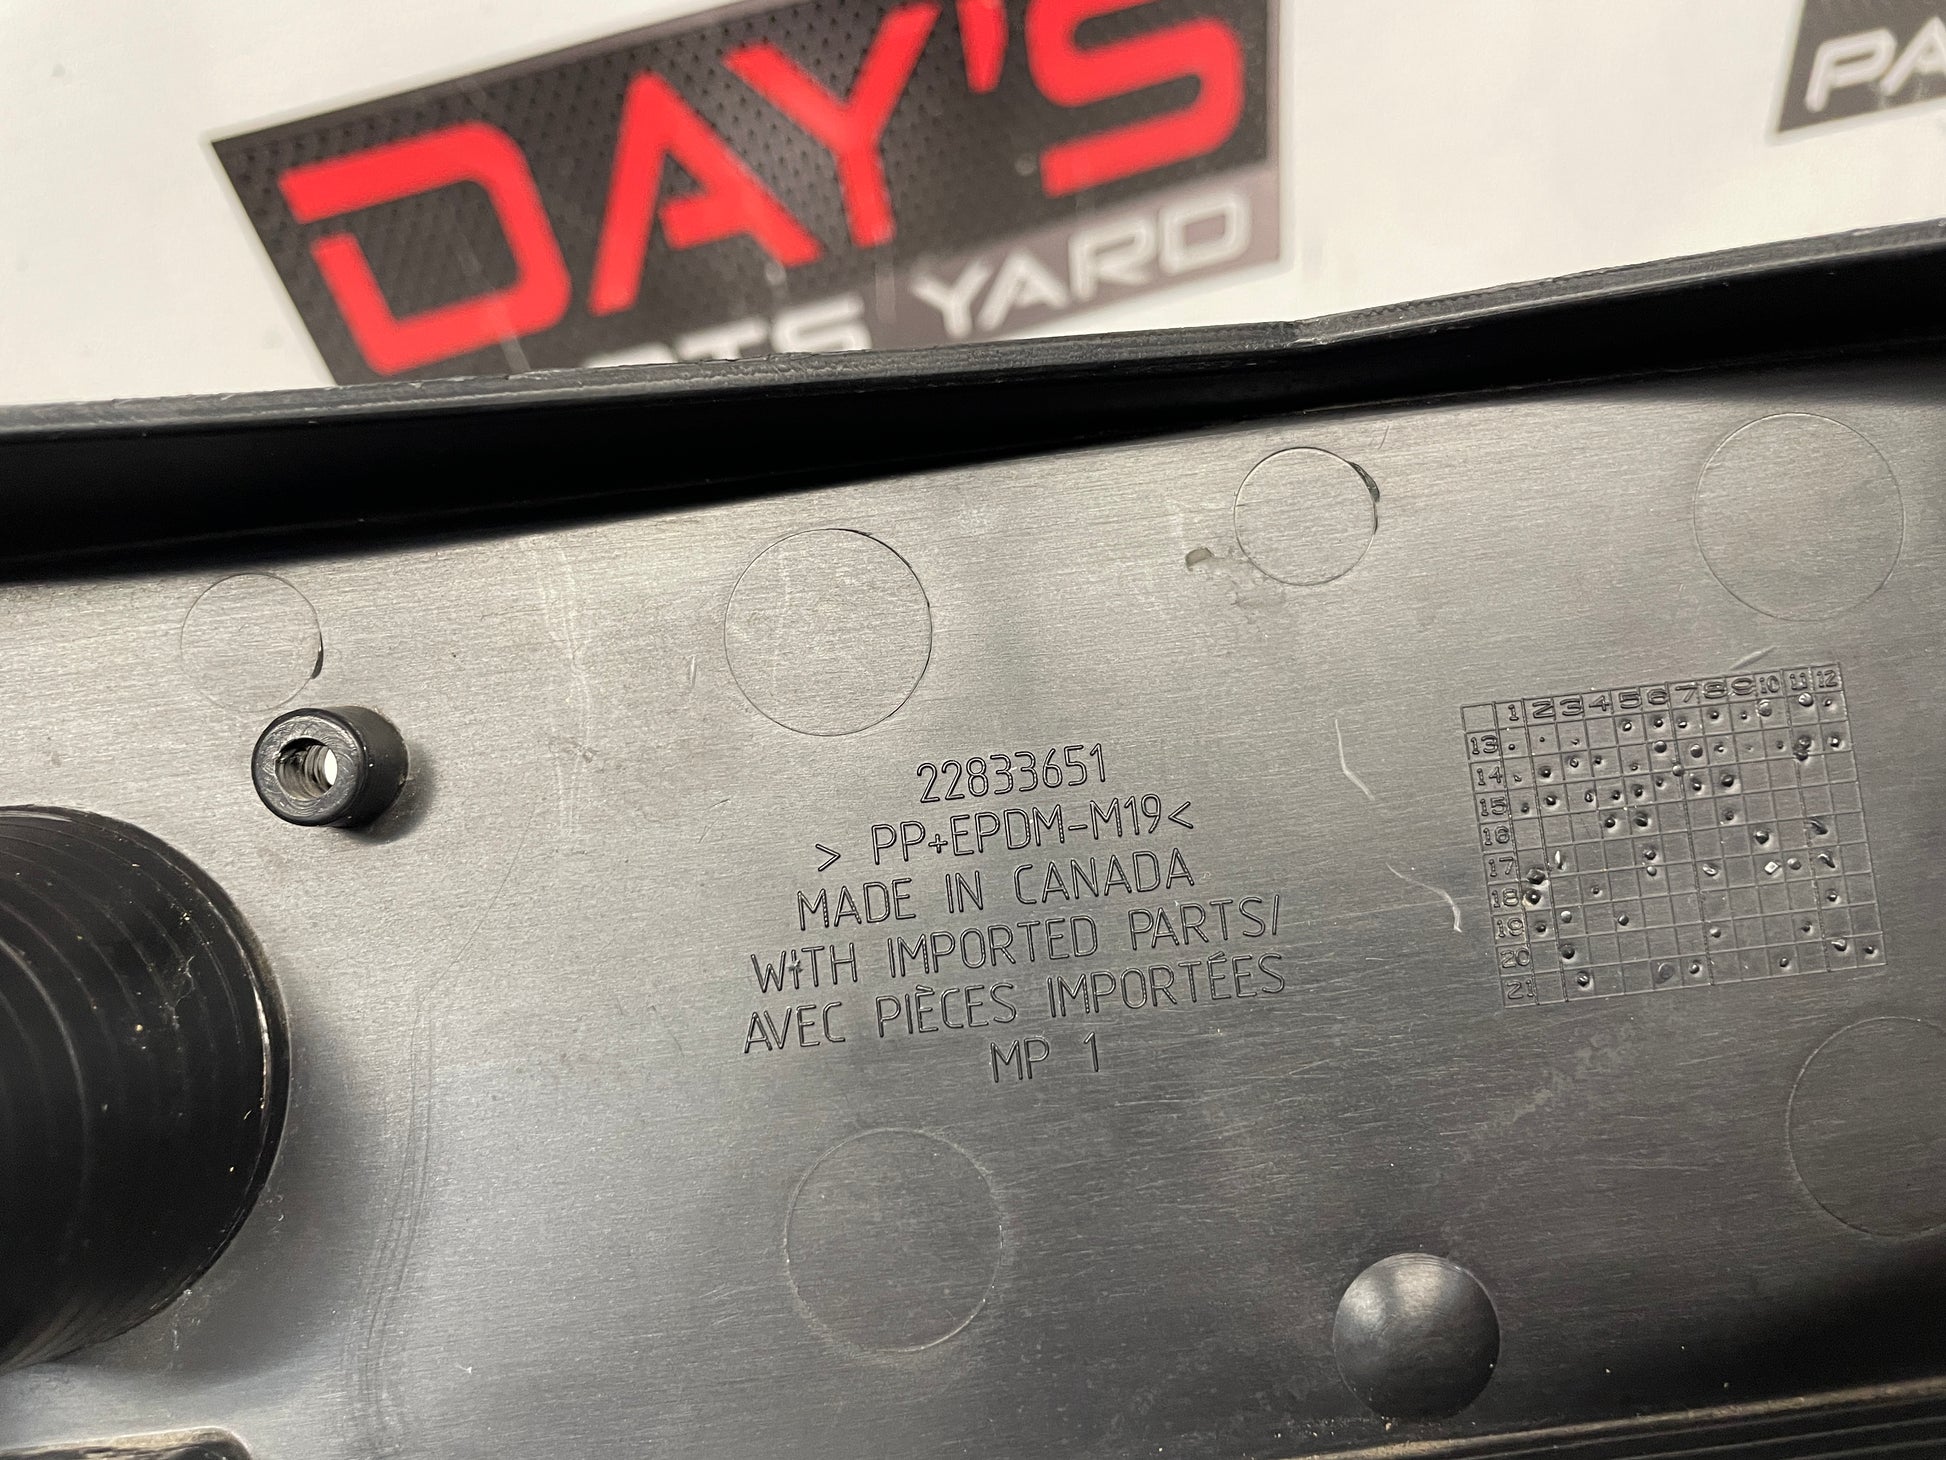 DAY'S
YARD
PA
22833651
> PP+EPDM-M19<
MADE IN CANADA
WITH IMPORTED PARTS/
AVEC PIÈCES IMPORTÉES
MP 1
1 2 3 4 5 6 7 8 9 10 11 12
13
14
15
16
17
18
19
20
21